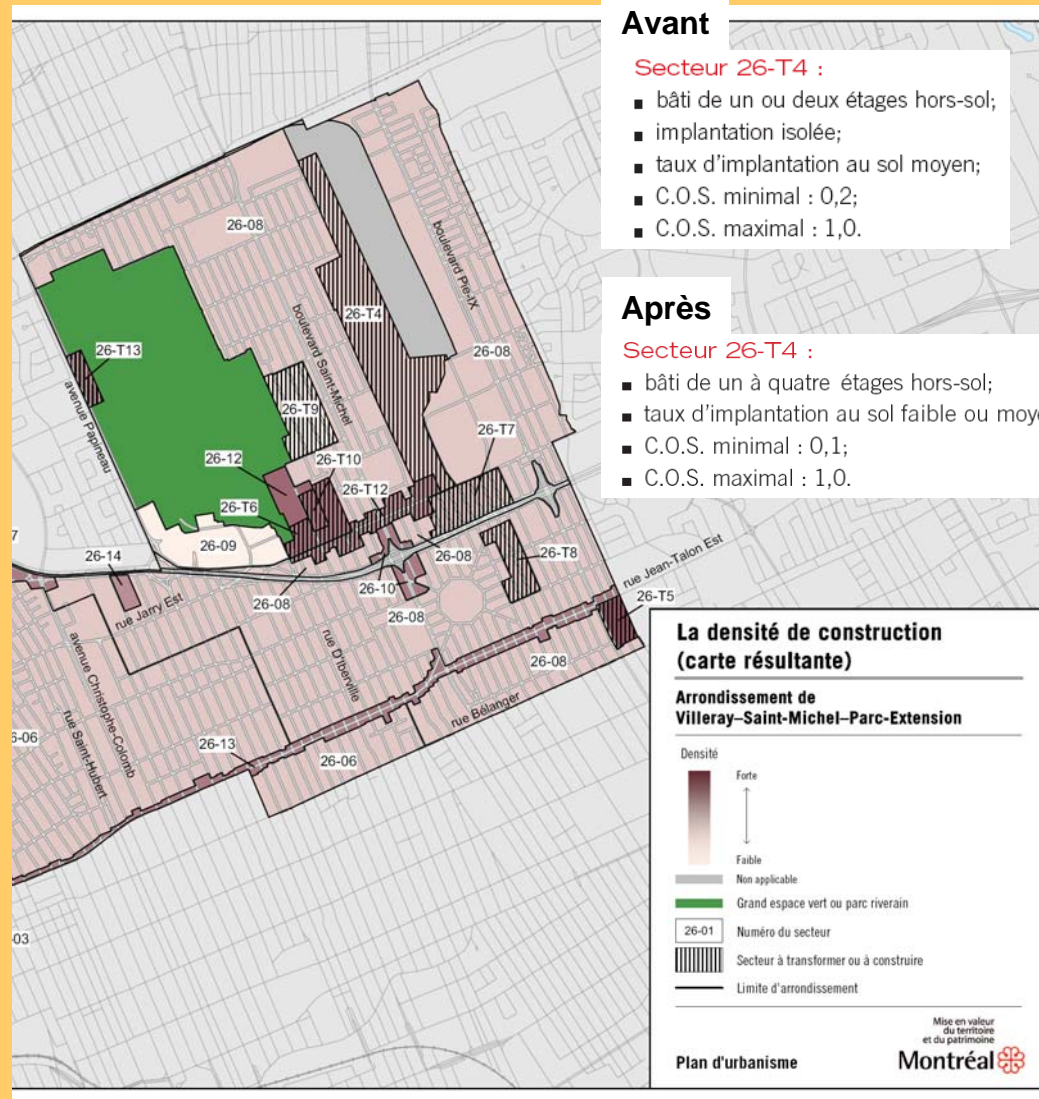 Avant
Secteur 26-T4 :
▪ bâti de un ou deux étages hors-sol;
▪ implantation isolée;
▪ taux d'implantation au sol moyen;
▪ C.O.S. minimal : 0,2;
▪ C.O.S. maximal : 1,0.
Après
Secteur 26-T4 :
▪ bâti de un à quatre étages hors-sol;
▪ taux d'implantation au sol faible ou moye
▪ C.O.S. minimal : 0,1;
▪ C.O.S. maximal : 1,0.
26-08
boulevard Pie-IX
26-T4
boulevard Saint-Michel
26-T13
26-08
avenue Papineau
26-T9
26-T7
26-12
26-T10
26-T12
26-T6
7
26-14
26-09
26-08
26-T8
rue Jarry Est
26-08
26-10
26-08
rue Jean-Talon Est
26-T5
avenue Christophe-Colomb
rue D'Iberville
26-08
rue Saint-Hubert
rue Bélanger
6-06
26-13
26-06
-03
La densité de construction
(carte résultante)
Arrondissement de
Villeray–Saint-Michel–Parc-Extension
Densité
Forte
Faible
Non applicable
Grand espace vert ou parc riverain
26-01 Numéro du secteur
Secteur à transformer ou à construire
Limite d'arrondissement
Mise en valeur
du territoire
et du patrimoine
Plan d'urbanisme
Montréal